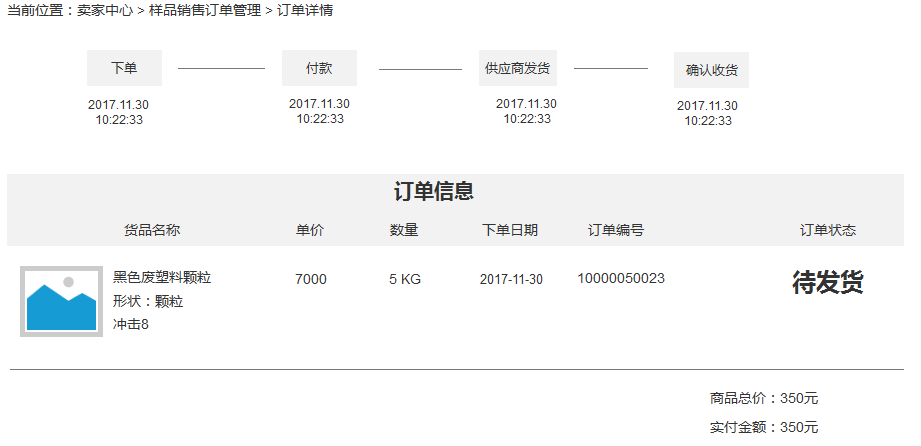 当前位置：卖家中心 > 样品销售订单管理 > 订单详情
下单 付款 供应商发货 确认收货
2017.11.30 2017.11.30 2017.11.30 2017.11.30
10:22:33 10:22:33 10:22:33 10:22:33
订单信息
货品名称 单价 数量 下单日期 订单编号 订单状态
黑色废塑料颗粒 7000 5 KG 2017-11-30 10000050023 待发货
形状：颗粒
冲击8
商品总价：350元
实付金额：350元